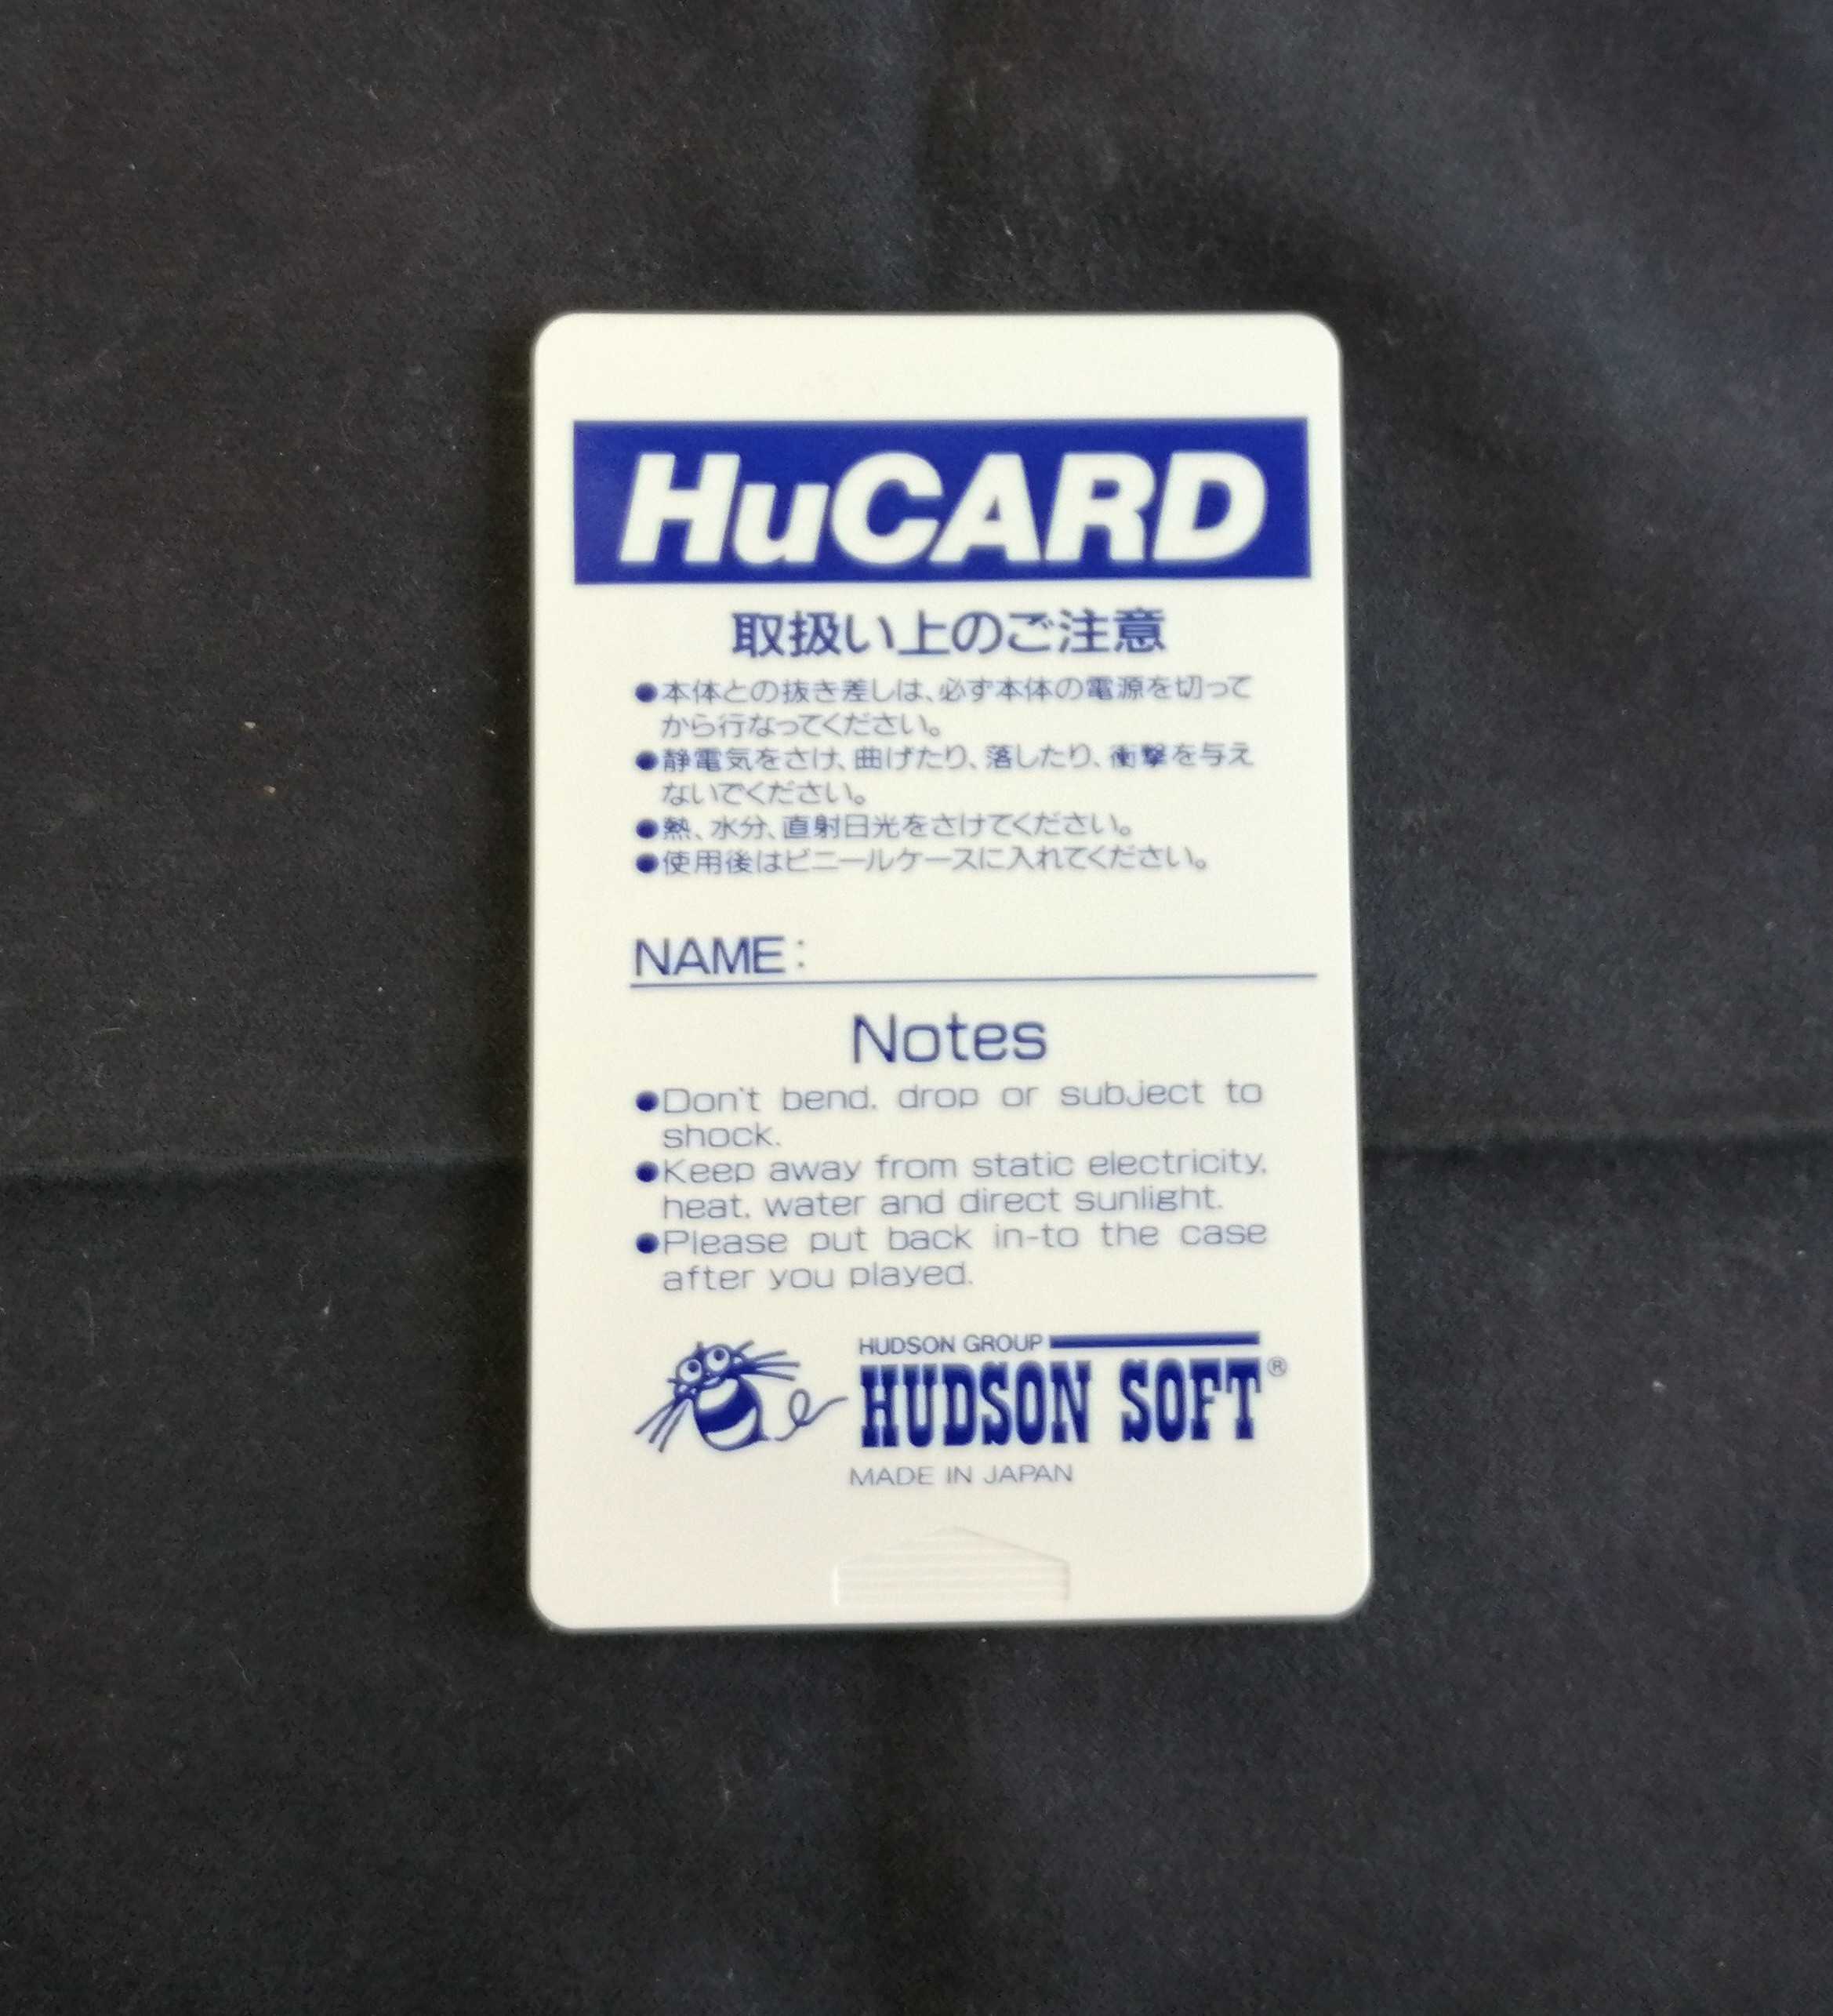 HuCARD
取扱い上のご注意
●本体との抜き差しは、必ず本体の電源を切って
から行なってください。
●静電気をさけ、曲げたり、落したり、衝撃を与え
ないでください。
●熱、水分、直射日光をさけてください。
●使用後はビニールケースに入れてください。
NAME:
Notes
●Don't bend, drop or subject to
shock.
●Keep away from static electricity,
heat, water and direct sunlight.
●Please put back in-to the case
after you played.
HUDSON GROUP
HUDSON SOFT®
MADE IN JAPAN